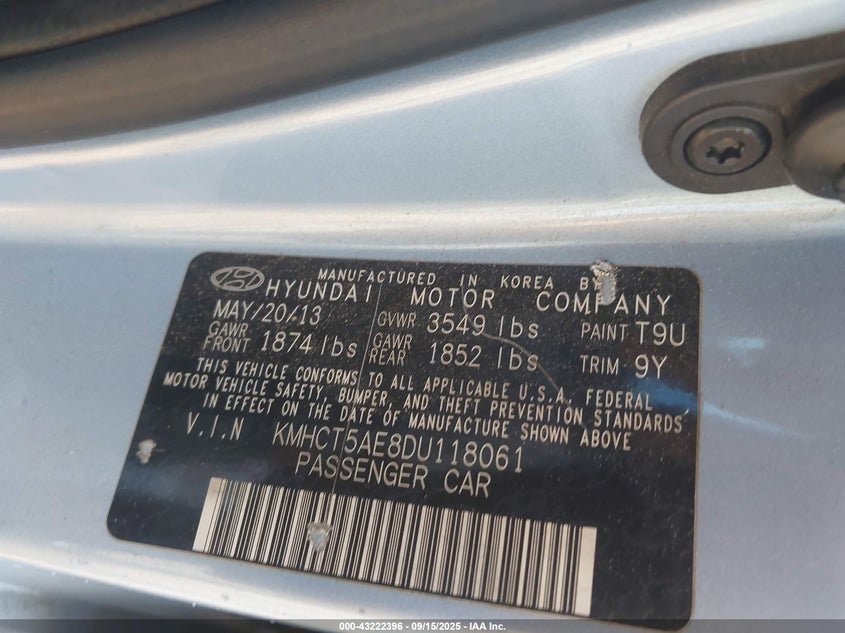 MANUFACTURED IN KOREA BY
HYUNDAI MOTOR COMPANY
MAY/20/13 GVWR 3549 lbs PAINT T9U
GAWR FRONT 1874 lbs GAWR REAR 1852 lbs TRIM 9Y
THIS VEHICLE CONFORMS TO ALL APPLICABLE U.S.A. FEDERAL
MOTOR VEHICLE SAFETY, BUMPER, AND THEFT PREVENTION STANDARDS
IN EFFECT ON THE DATE OF MANUFACTURE SHOWN ABOVE
V.I.N KMHCT5AE8DU118061
PASSENGER CAR
000-43222396 - 09/15/2025 - IAA Inc.